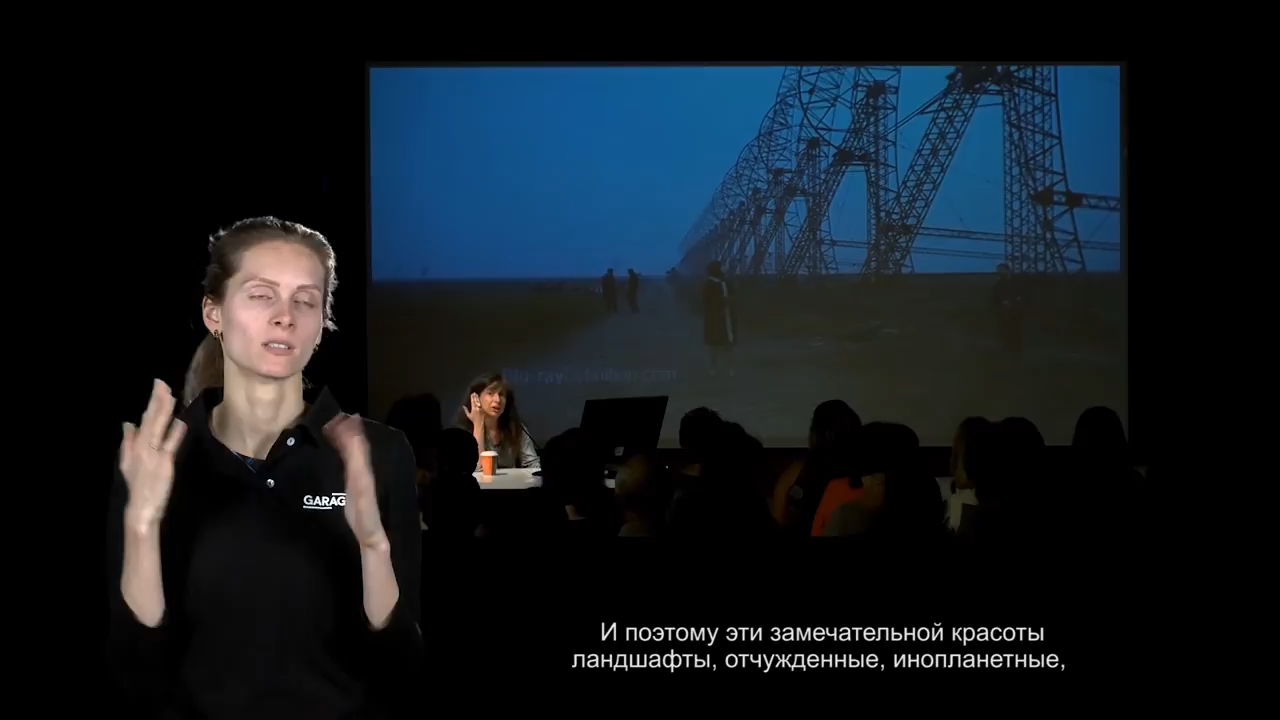 GARAG
И поэтому эти замечательной красоты
ландшафты, отчужденные, инопланетные,